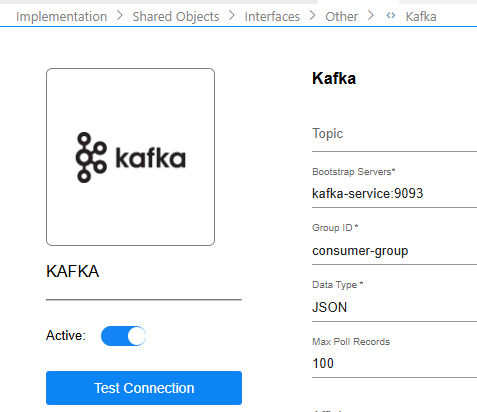 Implementation > Shared Objects > Interfaces > Other > <> Kafka
kafka
KAFKA
Active:
Test Connection
Kafka
Topic
Bootstrap Servers*
kafka-service:9093
Group ID *
consumer-group
Data Type *
JSON
Max Poll Records
100